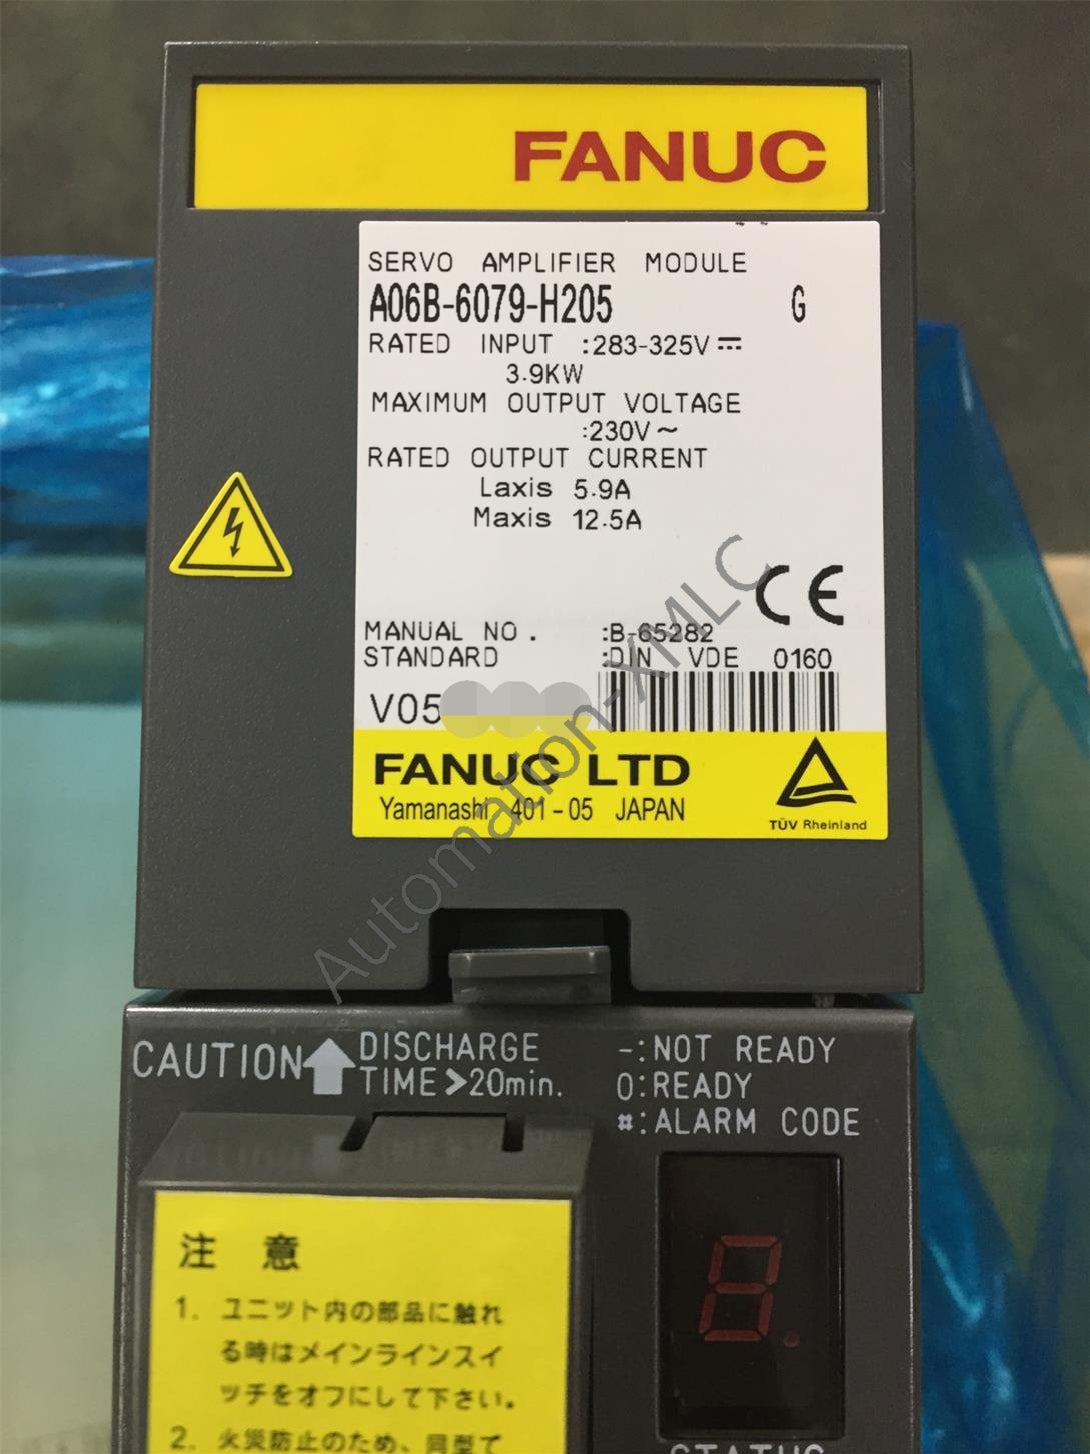 FANUC
SERVO AMPLIFIER MODULE
A06B-6079-H205 G
RATED INPUT :283-325V⎓
3.9KW
MAXIMUM OUTPUT VOLTAGE
:230V～
RATED OUTPUT CURRENT
Laxis 5.9A
Maxis 12.5A
CE
MANUAL NO. :B-65282
STANDARD :DIN VDE 0160
V05
FANUC LTD
Yamanashi 401-05 JAPAN
TÜV Rheinland
Automation-XMLC
CAUTION DISCHARGE
TIME>20min.
-:NOT READY
0:READY
#:ALARM CODE
8.
注 意
1. ユニット内の部品に触れ
る時はメインラインスイ
ッチをオフにして下さい。
2. 火災防止のため、同型て
STATUS